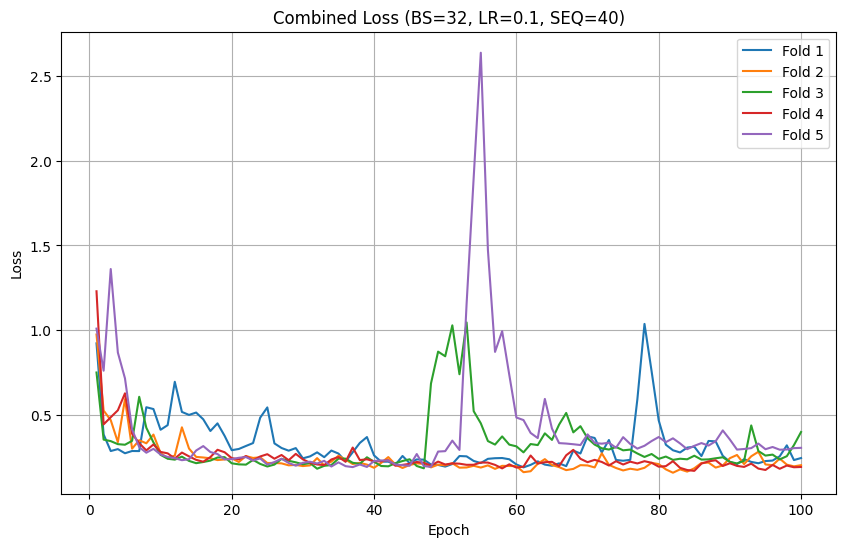 Combined Loss (BS=32, LR=0.1, SEQ=40)
Fold 1
Fold 2
Fold 3
Fold 4
Fold 5
2.5
2.0
1.5
1.0
0.5
Loss
0 20 40 60 80 100
Epoch